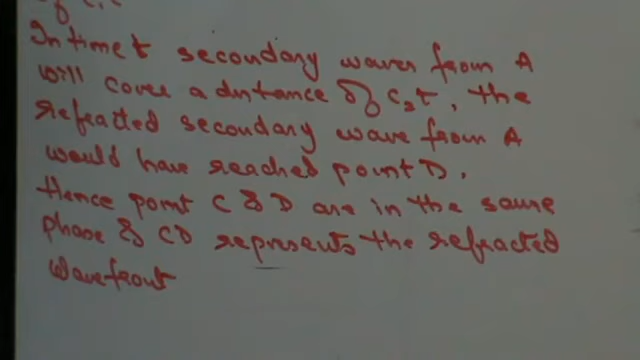 In time t secondary waves from A
will cover a distance of C₂t, the
refracted secondary wave from A
would have reached point D.
Hence point C & D are in the same
phase & CD represents the refracted
wavefront